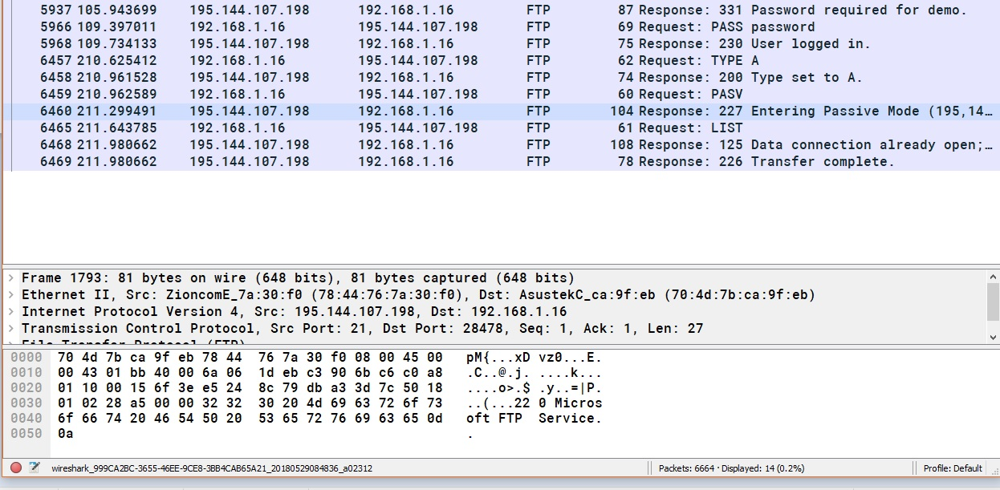 5937 105.943699 195.144.107.198 192.168.1.16 FTP 87 Response: 331 Password required for demo.
5966 109.397011 192.168.1.16 195.144.107.198 FTP 69 Request: PASS password
5968 109.734133 195.144.107.198 192.168.1.16 FTP 75 Response: 230 User logged in.
6457 210.625412 192.168.1.16 195.144.107.198 FTP 62 Request: TYPE A
6458 210.961528 195.144.107.198 192.168.1.16 FTP 74 Response: 200 Type set to A.
6459 210.962589 192.168.1.16 195.144.107.198 FTP 60 Request: PASV
6460 211.299491 195.144.107.198 192.168.1.16 FTP 104 Response: 227 Entering Passive Mode (195,14…
6465 211.643785 192.168.1.16 195.144.107.198 FTP 61 Request: LIST
6468 211.980662 195.144.107.198 192.168.1.16 FTP 108 Response: 125 Data connection already open;…
6469 211.980662 195.144.107.198 192.168.1.16 FTP 78 Response: 226 Transfer complete.
Frame 1793: 81 bytes on wire (648 bits), 81 bytes captured (648 bits)
Ethernet II, Src: ZioncomE_7a:30:f0 (78:44:76:7a:30:f0), Dst: AsustekC_ca:9f:eb (70:4d:7b:ca:9f:eb)
Internet Protocol Version 4, Src: 195.144.107.198, Dst: 192.168.1.16
Transmission Control Protocol, Src Port: 21, Dst Port: 28478, Seq: 1, Ack: 1, Len: 27
File Transfer Protocol (FTP)
0000 70 4d 7b ca 9f eb 78 44 76 7a 30 f0 08 00 45 00 pM{...xD vz0...E.
0010 00 43 01 bb 40 00 6a 06 1d eb c3 90 6b c6 c0 a8 .C..@.j. ....k...
0020 01 10 00 15 6f 3e e5 24 8c 79 db a3 3d 7c 50 18 ....o>.$ .y..=|P.
0030 01 02 28 a5 00 00 32 32 30 20 4d 69 63 72 6f 73 ..(...22 0 Micros
0040 6f 66 74 20 46 54 50 20 53 65 72 76 69 63 65 0d oft FTP Service.
0050 0a .
wireshark_999CA2BC-3655-46EE-9CE8-3BB4CAB65A21_20180529084836_a02312 Packets: 6664 · Displayed: 14 (0.2%) Profile: Default